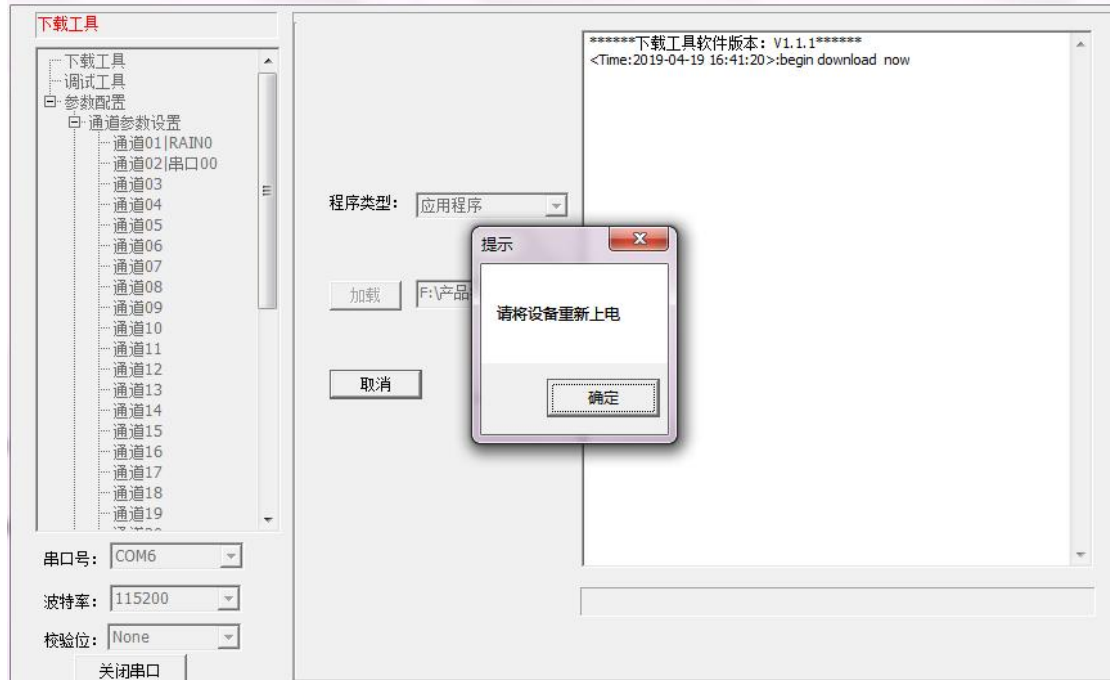 下载工具
下载工具
调试工具
参数配置
通道参数设置
通道01|RAIN0
通道02|串口00
通道03
通道04
通道05
通道06
通道07
通道08
通道09
通道10
通道11
通道12
通道13
通道14
通道15
通道16
通道17
通道18
通道19
串口号: COM6
波特率: 115200
校验位: None
关闭串口
程序类型: 应用程序
加载 F:\产品
取消
******下载工具软件版本: V1.1.1******
<Time:2019-04-19 16:41:20>:begin download now
提示
请将设备重新上电
确定